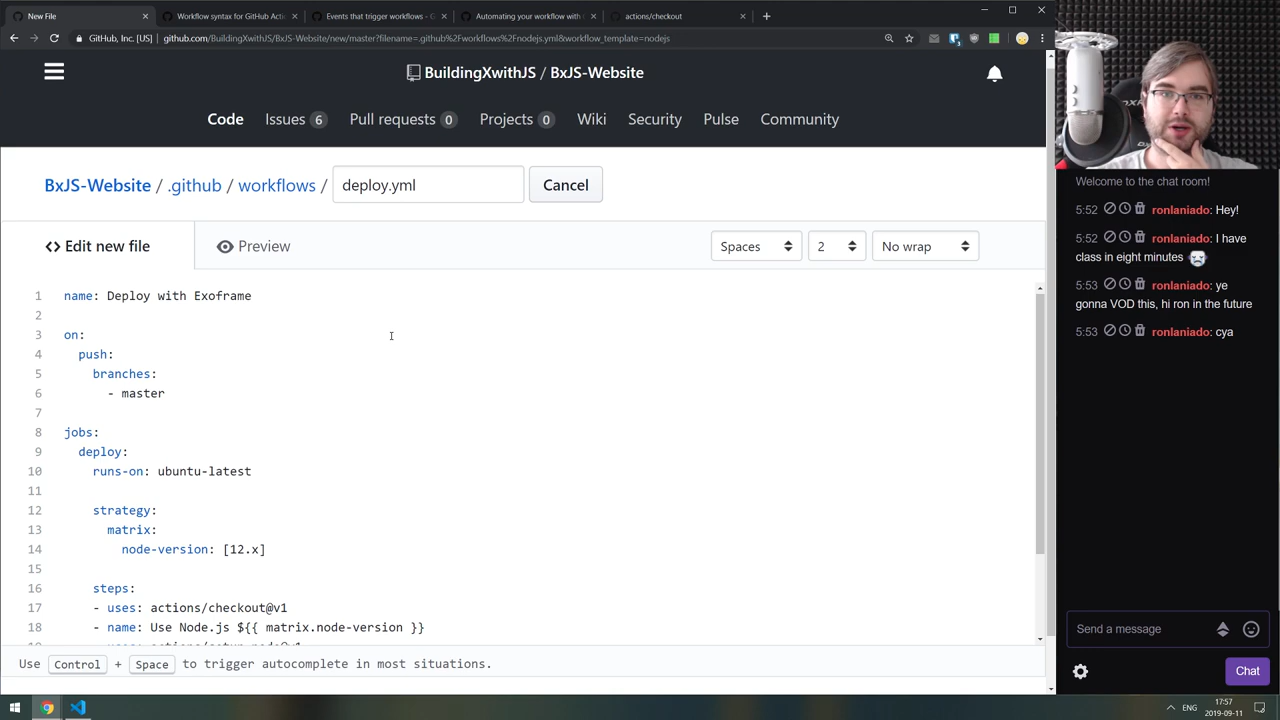 New File
Workflow syntax for GitHub Acti
Events that trigger workflows - G
Automating your workflow with G
actions/checkout
GitHub, Inc. [US] | github.com/BuildingXwithJS/BxJS-Website/new/master?filename=.github%2Fworkflows%2Fnodejs.yml&workflow_template=nodejs
BuildingXwithJS / BxJS-Website
Code Issues 6 Pull requests 0 Projects 0 Wiki Security Pulse Community
BxJS-Website / .github / workflows / deploy.yml Cancel
<> Edit new file Preview Spaces 2 No wrap
1 name: Deploy with Exoframe
2
3 on:
4 push:
5 branches:
6 - master
7
8 jobs:
9 deploy:
10 runs-on: ubuntu-latest
11
12 strategy:
13 matrix:
14 node-version: [12.x]
15
16 steps:
17 - uses: actions/checkout@v1
18 - name: Use Node.js ${{ matrix.node-version }}
Use Control + Space to trigger autocomplete in most situations.
Welcome to the chat room!
5:52 ronlaniado: Hey!
5:52 ronlaniado: I have
class in eight minutes
5:53 ronlaniado: ye
gonna VOD this, hi ron in the future
5:53 ronlaniado: cya
Send a message
Chat
ENG
17:57
2019-09-11